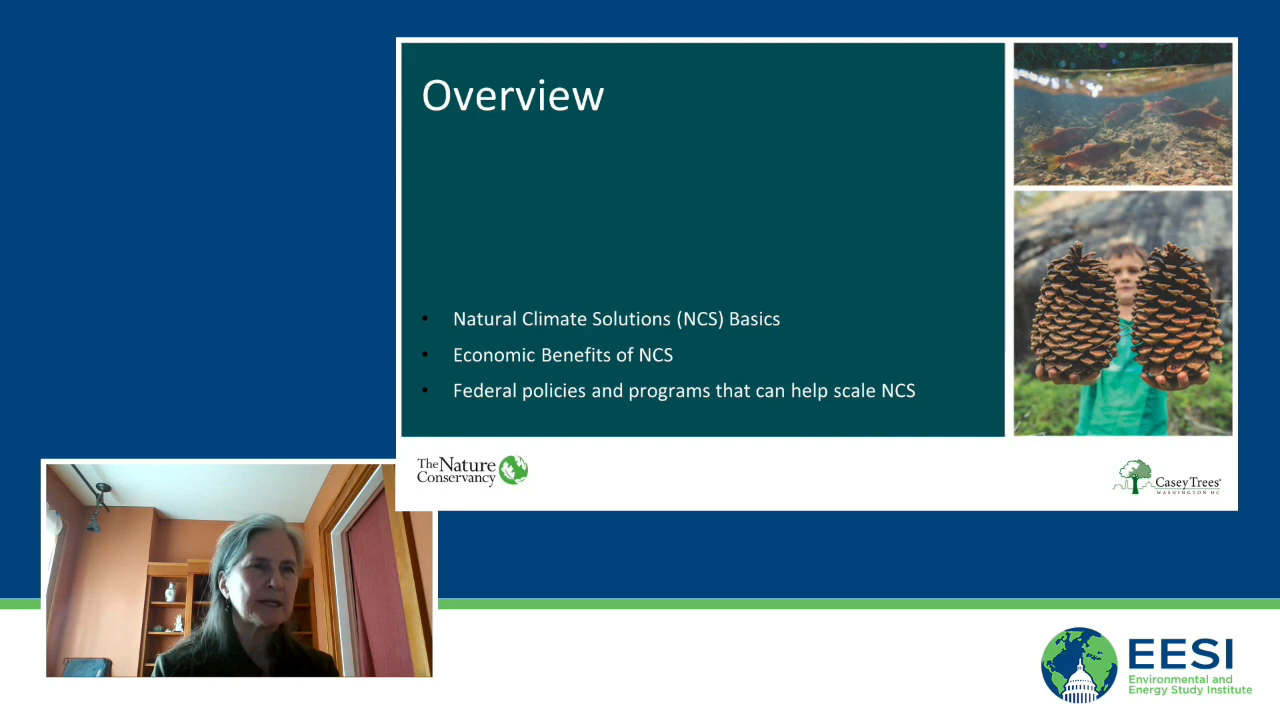 Overview
• Natural Climate Solutions (NCS) Basics
• Economic Benefits of NCS
• Federal policies and programs that can help scale NCS
The Nature
Conservancy
Casey Trees®
WASHINGTON DC
EESI
Environmental and
Energy Study Institute